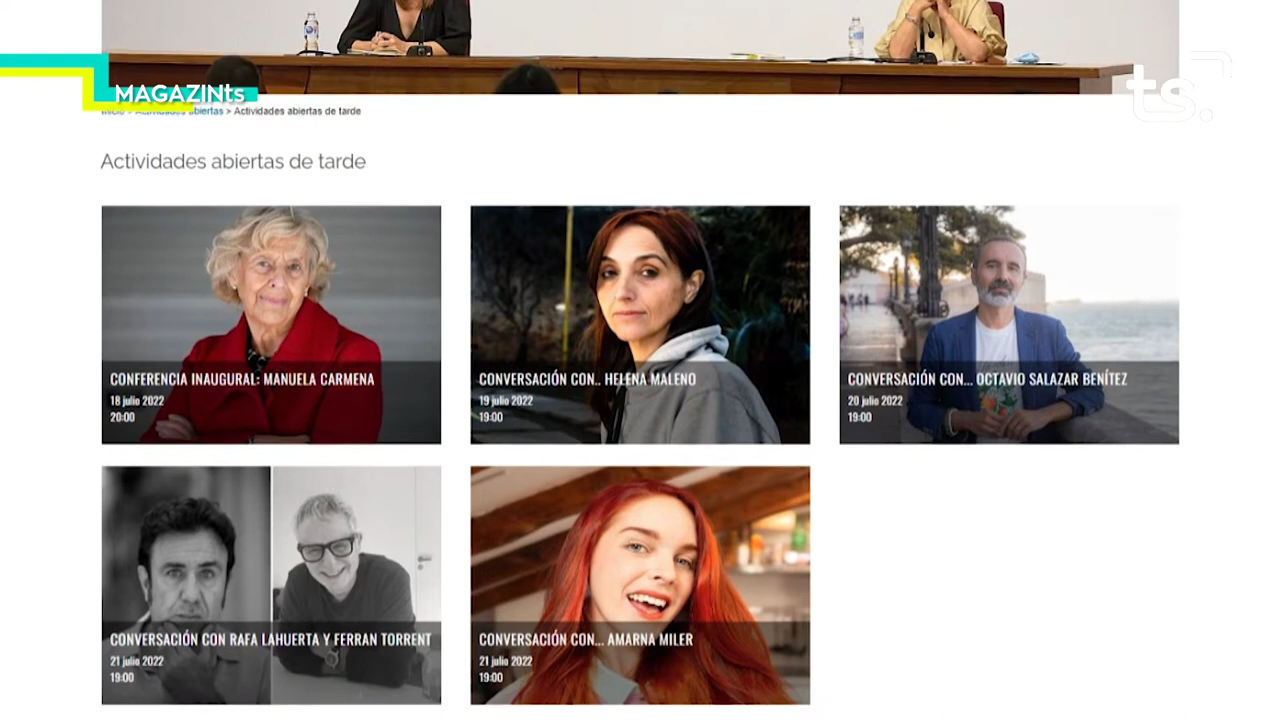 MAGAZINts
ts.
Inicio > Actividades abiertas > Actividades abiertas de tarde
Actividades abiertas de tarde
CONFERENCIA INAUGURAL: MANUELA CARMENA
18 julio 2022
20:00
CONVERSACIÓN CON.. HELENA MALENO
19 julio 2022
19:00
CONVERSACIÓN CON... OCTAVIO SALAZAR BENÍTEZ
20 julio 2022
19:00
CONVERSACIÓN CON RAFA LAHUERTA Y FERRAN TORRENT
21 julio 2022
19:00
CONVERSACIÓN CON... AMARNA MILER
21 julio 2022
19:00